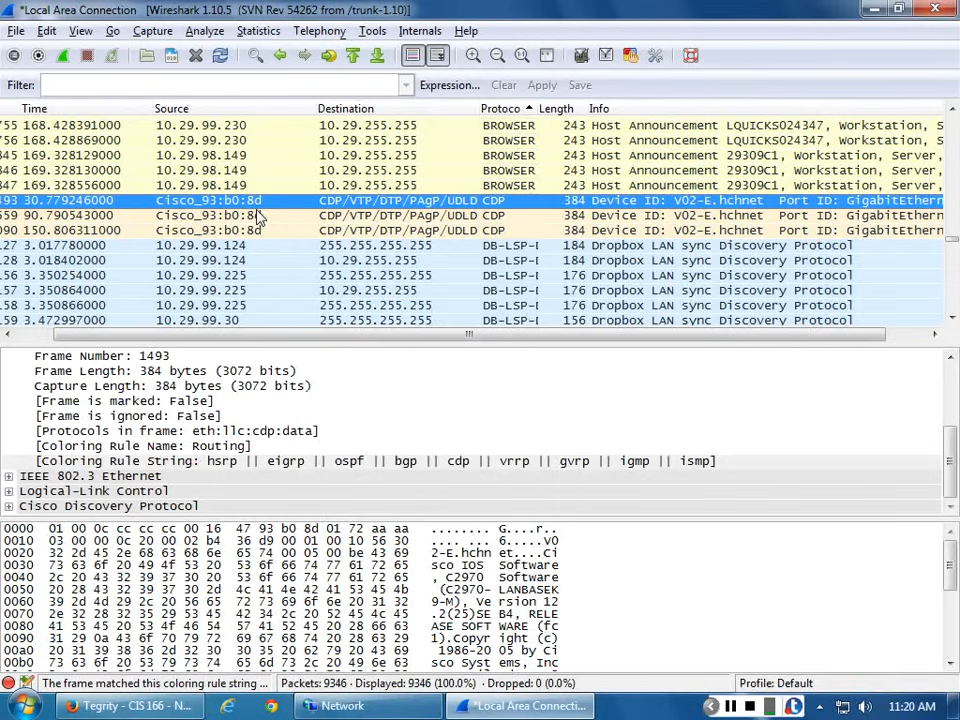 *Local Area Connection [Wireshark 1.10.5 (SVN Rev 54262 from /trunk-1.10)]
File Edit View Go Capture Analyze Statistics Telephony Tools Internals Help
Filter: Expression... Clear Apply Save
Time Source Destination Protoco Length Info
755 168.428391000 10.29.99.230 10.29.255.255 BROWSER 243 Host Announcement LQUICKS024347, Workstation, Server,
756 168.428869000 10.29.99.230 10.29.255.255 BROWSER 243 Host Announcement LQUICKS024347, Workstation, Server,
845 169.328129000 10.29.98.149 10.29.255.255 BROWSER 243 Host Announcement 29309C1, Workstation, Server,
846 169.328130000 10.29.98.149 10.29.255.255 BROWSER 243 Host Announcement 29309C1, Workstation, Server,
847 169.328556000 10.29.98.149 10.29.255.255 BROWSER 243 Host Announcement 29309C1, Workstation, Server,
493 30.779246000 Cisco_93:b0:8d CDP/VTP/DTP/PAgP/UDLD CDP 384 Device ID: V02-E.hchnet Port ID: GigabitEthern
559 90.790543000 Cisco_93:b0:8d CDP/VTP/DTP/PAgP/UDLD CDP 384 Device ID: V02-E.hchnet Port ID: GigabitEthern
090 150.806311000 Cisco_93:b0:8d CDP/VTP/DTP/PAgP/UDLD CDP 384 Device ID: V02-E.hchnet Port ID: GigabitEthern
127 3.017780000 10.29.99.124 255.255.255.255 DB-LSP-I 184 Dropbox LAN sync Discovery Protocol
128 3.018402000 10.29.99.124 10.29.255.255 DB-LSP-I 184 Dropbox LAN sync Discovery Protocol
156 3.350254000 10.29.99.225 255.255.255.255 DB-LSP-I 176 Dropbox LAN sync Discovery Protocol
157 3.350864000 10.29.99.225 10.29.255.255 DB-LSP-I 176 Dropbox LAN sync Discovery Protocol
158 3.350866000 10.29.99.225 255.255.255.255 DB-LSP-I 176 Dropbox LAN sync Discovery Protocol
159 3.472997000 10.29.99.30 255.255.255.255 DB-LSP-I 156 Dropbox LAN sync Discovery Protocol
Frame Number: 1493
Frame Length: 384 bytes (3072 bits)
Capture Length: 384 bytes (3072 bits)
[Frame is marked: False]
[Frame is ignored: False]
[Protocols in frame: eth:llc:cdp:data]
[Coloring Rule Name: Routing]
[Coloring Rule String: hsrp || eigrp || ospf || bgp || cdp || vrrp || gvrp || igmp || ismp]
IEEE 802.3 Ethernet
Logical-Link Control
Cisco Discovery Protocol
0000 01 00 0c cc cc cc 00 16 47 93 b0 8d 01 72 aa aa ........ G....r..
0010 03 00 00 0c 20 00 02 b4 36 d9 00 01 00 10 56 30 .... ... 6.....V0
0020 32 2d 45 2e 68 63 68 6e 65 74 00 05 00 be 43 69 2-E.hchn et....Ci
0030 73 63 6f 20 49 4f 53 20 53 6f 66 74 77 61 72 65 sco IOS Software
0040 2c 20 43 32 39 37 30 20 53 6f 66 74 77 61 72 65 , C2970 Software
0050 20 28 43 32 39 37 30 2d 4c 41 4e 42 41 53 45 4b (C2970- LANBASEK
0060 39 2d 4d 29 2c 20 56 65 72 73 69 6f 6e 20 31 32 9-M), Ve rsion 12
0070 2e 32 28 32 35 29 53 45 42 34 2c 20 52 45 4c 45 .2(25)SE B4, RELE
0080 41 53 45 20 53 4f 46 54 57 41 52 45 20 28 66 63 ASE SOFT WARE (fc
0090 31 29 0a 43 6f 70 79 72 69 67 68 74 20 28 63 29 1).Copyr ight (c)
00a0 20 31 39 38 36 2d 32 30 30 35 20 62 79 20 43 69 1986-20 05 by Ci
00b0 73 63 6f 20 53 79 73 74 65 6d 73 2c 20 49 6e 63 sco Syst ems, Inc
The frame matched this coloring rule string ... Packets: 9346 · Displayed: 9346 (100.0%) · Dropped: 0 (0.0%) Profile: Default
Tegrity - CIS 166 - N... Network *Local Area Connecti... 11:20 AM